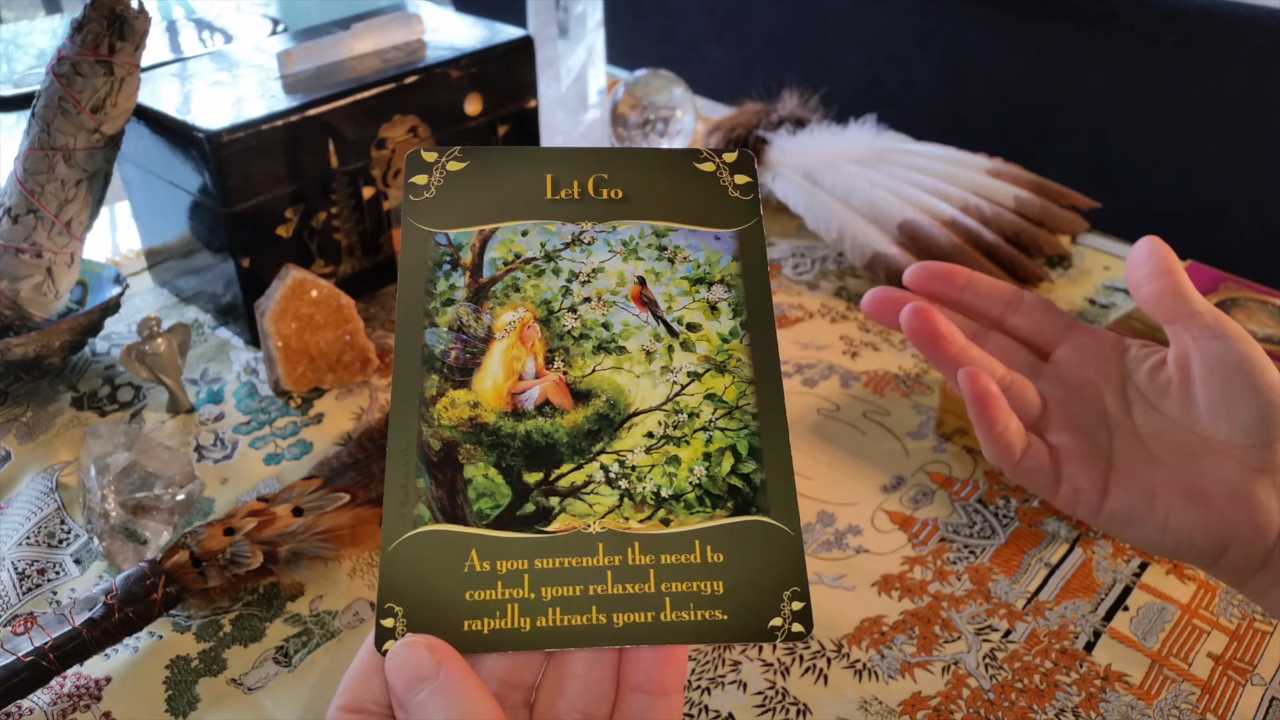 Let Go
As you surrender the need to
control, your relaxed energy
rapidly attracts your desires.